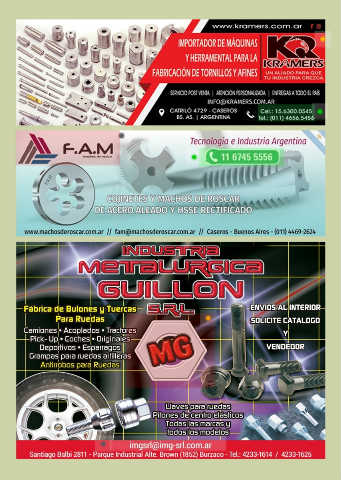 www.kramers.com.ar
IMPORTADOR DE MÁQUINAS
Y HERRAMENTAL PARA LA
FABRICACIÓN DE TORNILLOS Y AFINES
KRAMERS
UN ALIADO PARA QUE
TU INDUSTRIA CREZCA
SERVICIO POST VENTA | ATENCIÓN PERSONALIZADA | ENTREGAS A TODO EL PAÍS
INFO@KRAMERS.COM.AR
CATRILÓ 4729 - CASEROS
BS. AS. | ARGENTINA
Cel.: 15.6300.0545
Tel.: (011) 4656.5456
F.A.M
Tecnología e Industria Argentina
11 6745 5556
COJINETES Y MACHOS DE ROSCAR
DE ACERO ALEADO Y HSSE RECTIFICADO
www.machosderoscar.com.ar // fam@machosderoscar.com.ar // Caseros - Buenos Aires - (011) 4469-2624
INDUSTRIA
METALURGICA
GUILLON
S.R.L.
Fábrica de Bulones y Tuercas
Para Ruedas
Camiones • Acoplados • Tractores
Pick-Up • Coches • Originales
Deportivos • Esparragos
Grampas para ruedas artilleras
Antirrobos para Ruedas
MG
ENVIOS AL INTERIOR
SOLICITE CATALOGO
Y
VENDEDOR
Llaves para ruedas
Pitones de centro elasticos
Todas las marcas y
todos los modelos
imgsrl@img-srl.com.ar
Santiago Balbi 2811 - Parque Industrial Alte. Brown (1852) Burzaco - Tel.: 4233-1614 / 4233-1625